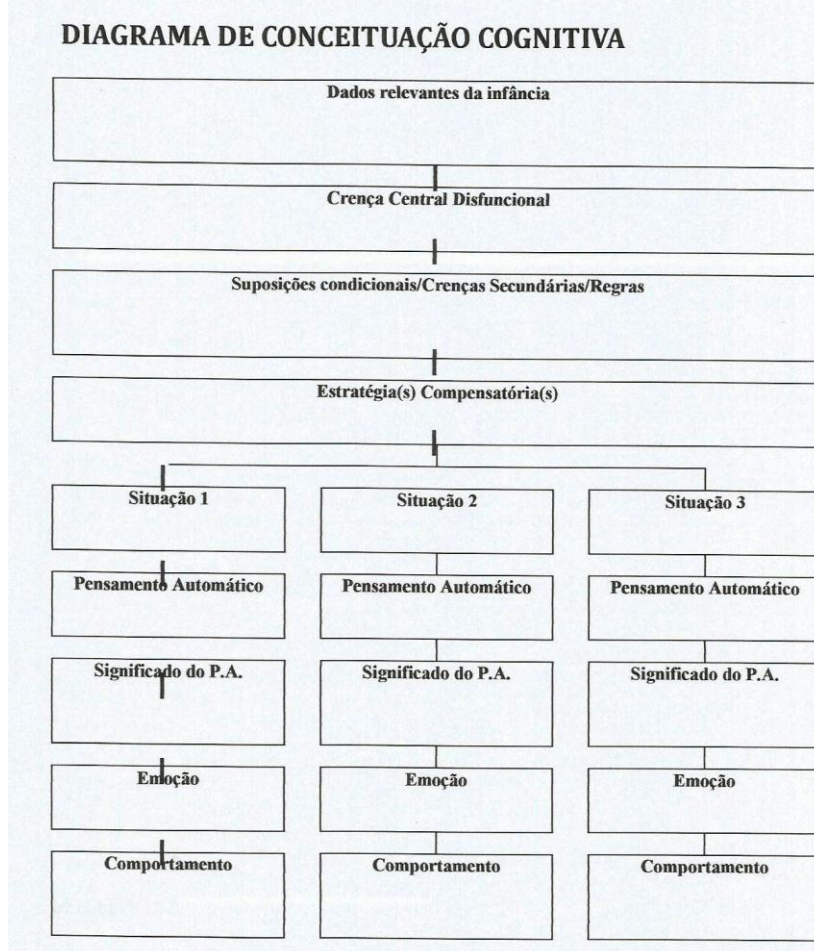 DIAGRAMA DE CONCEITUAÇÃO COGNITIVA
Dados relevantes da infância
Crença Central Disfuncional
Suposições condicionais/Crenças Secundárias/Regras
Estratégia(s) Compensatória(s)
Situação 1
Situação 2
Situação 3
Pensamento Automático
Pensamento Automático
Pensamento Automático
Significado do P.A.
Significado do P.A.
Significado do P.A.
Emoção
Emoção
Emoção
Comportamento
Comportamento
Comportamento